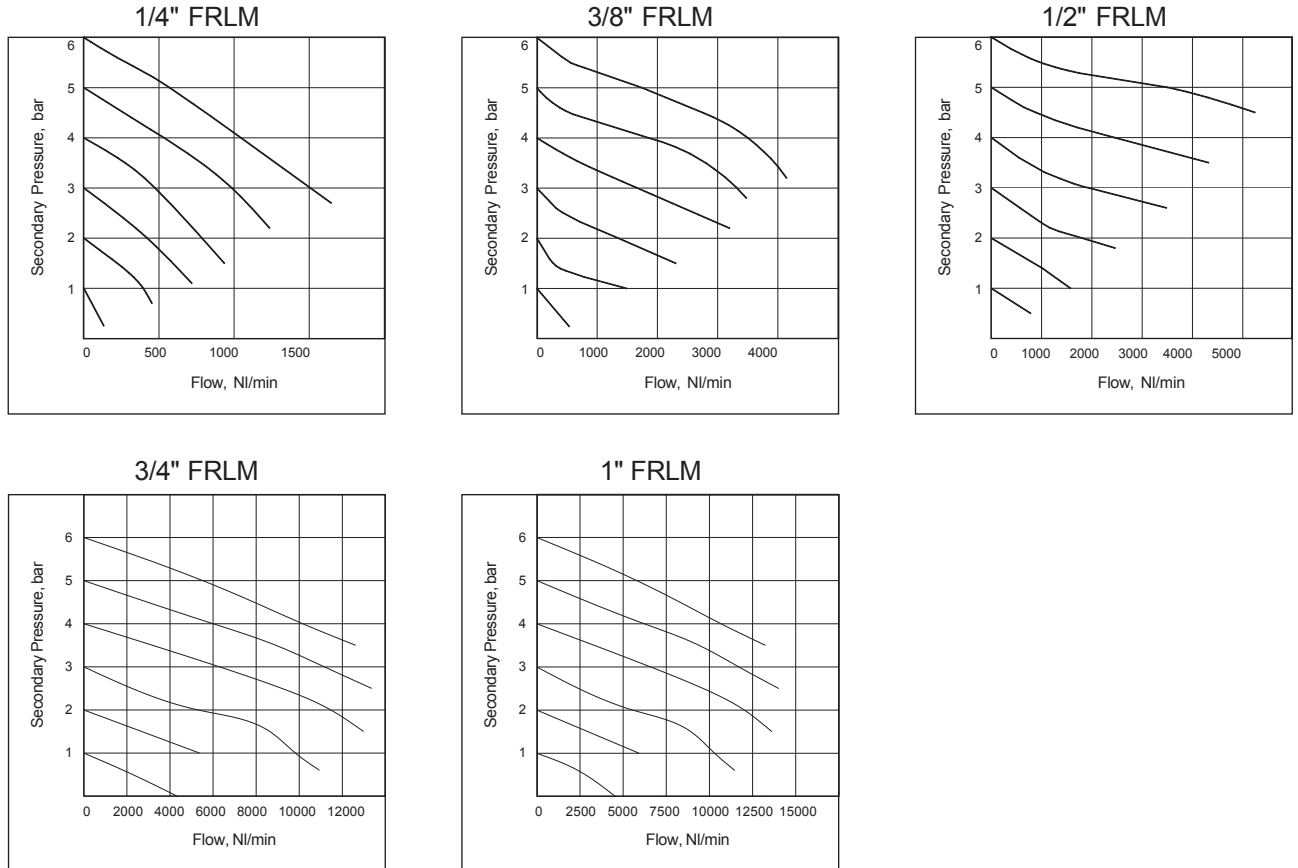 1/4" FRLM
6
5
4
3
2
1
Secondary Pressure, bar
0 500 1000 1500
Flow, Nl/min
3/8" FRLM
6
5
4
3
2
1
Secondary Pressure, bar
0 1000 2000 3000 4000
Flow, Nl/min
1/2" FRLM
6
5
4
3
2
1
Secondary Pressure, bar
0 1000 2000 3000 4000 5000
Flow, Nl/min
3/4" FRLM
6
5
4
3
2
1
Secondary Pressure, bar
0 2000 4000 6000 8000 10000 12000
Flow, Nl/min
1" FRLM
6
5
4
3
2
1
Secondary Pressure, bar
0 2500 5000 7500 10000 12500 15000
Flow, Nl/min